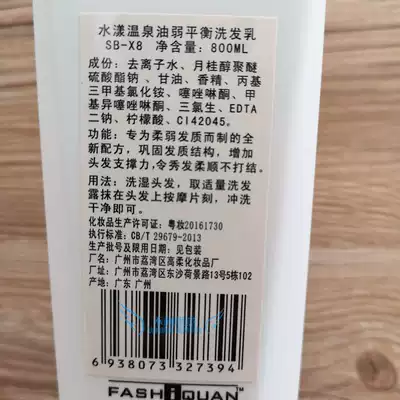 水漾温泉油弱平衡洗发乳
SB-X8 净含量：800ML
成份：去离子水、月桂醇聚醚
硫酸酯钠 、甘油、香精、丙基
三甲基氯化铵、噻唑啉酮、甲
基异噻唑啉酮、三氯生、EDTA
二钠、柠檬酸、CI42045。
功能：专为柔弱发质而制的全
新配方，巩固发质结构，增加
头发支撑力，令秀发柔顺不打结。
用法：洗湿头发，取适量洗发
露抹在头发上按摩片刻，冲洗
干净即可。
化妆品生产许可证：粤妆20161730
执行标准：GB/T 29679-2013
生产批号及限用日期：见包装
厂名：广州市荔湾区高柔化妆品厂
厂址：广州市荔湾区东沙荷景路13号5栋102
产地：广东 广州
6 938073 327394
FASHIQUAN™